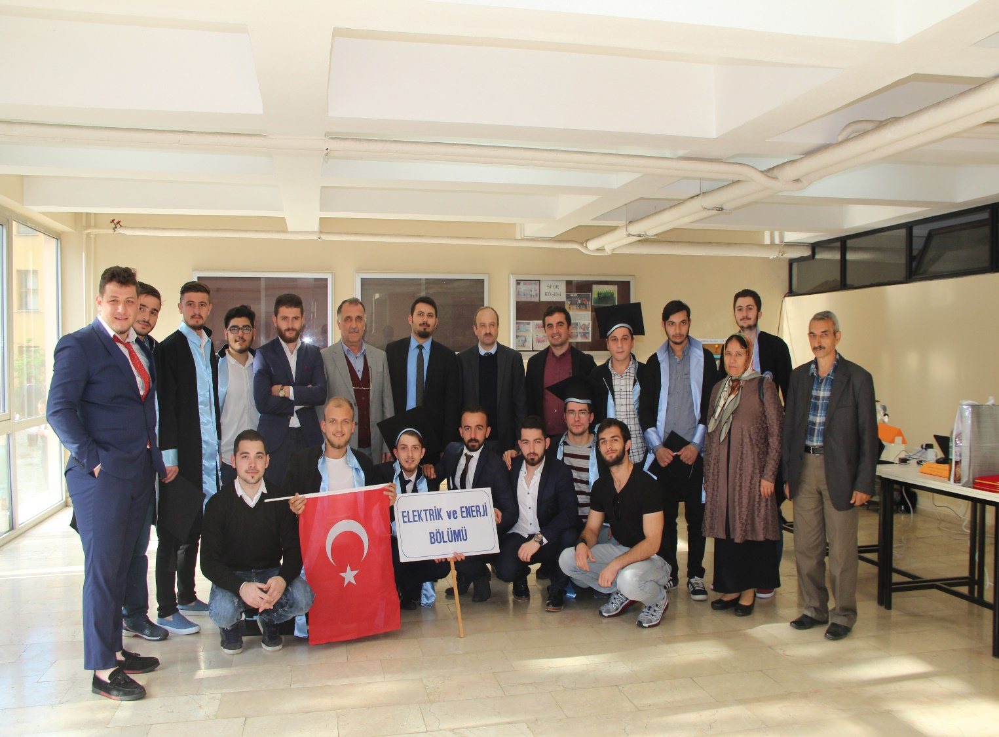 SPOR
KÖŞESİ
ELEKTRİK ve ENERJİ
BÖLÜMÜ